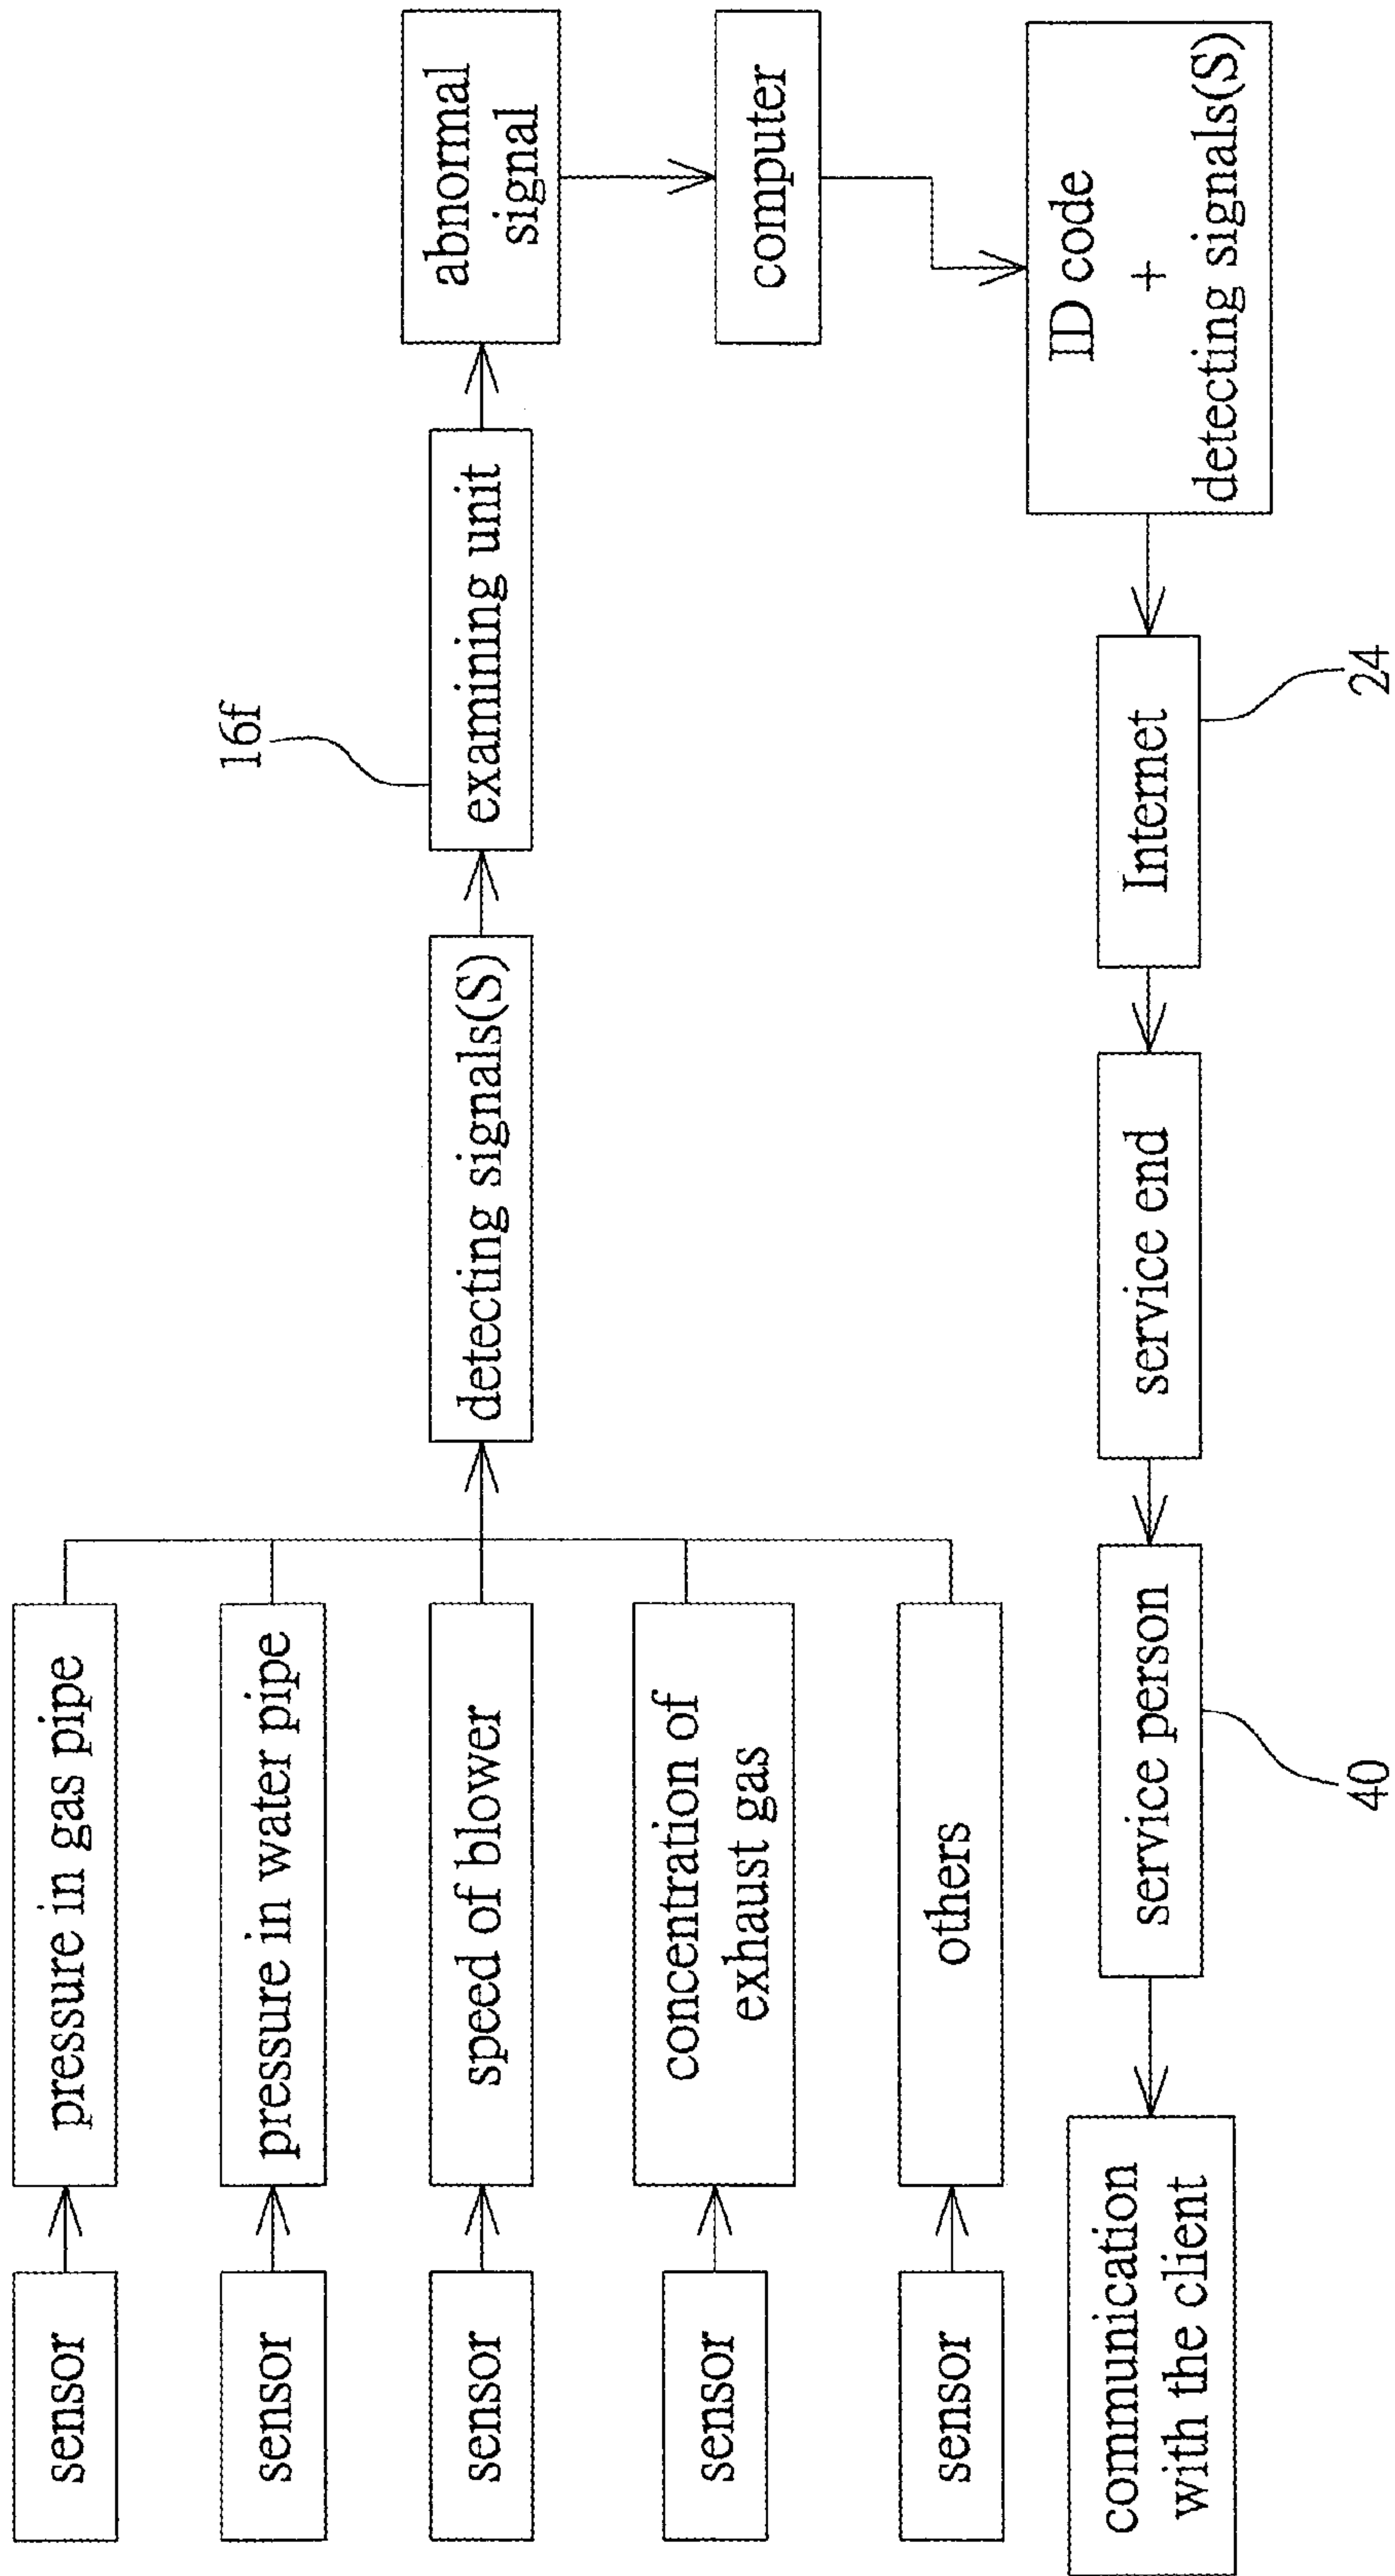 sensor
pressure in gas pipe
sensor
pressure in water pipe
sensor
speed of blower
sensor
concentration of
exhaust gas
sensor
others
detecting signals(S)
16f
examining unit
abnormal
signal
computer
ID code
+
detecting signals(S)
Internet
24
service end
service person
40
communication
with the client